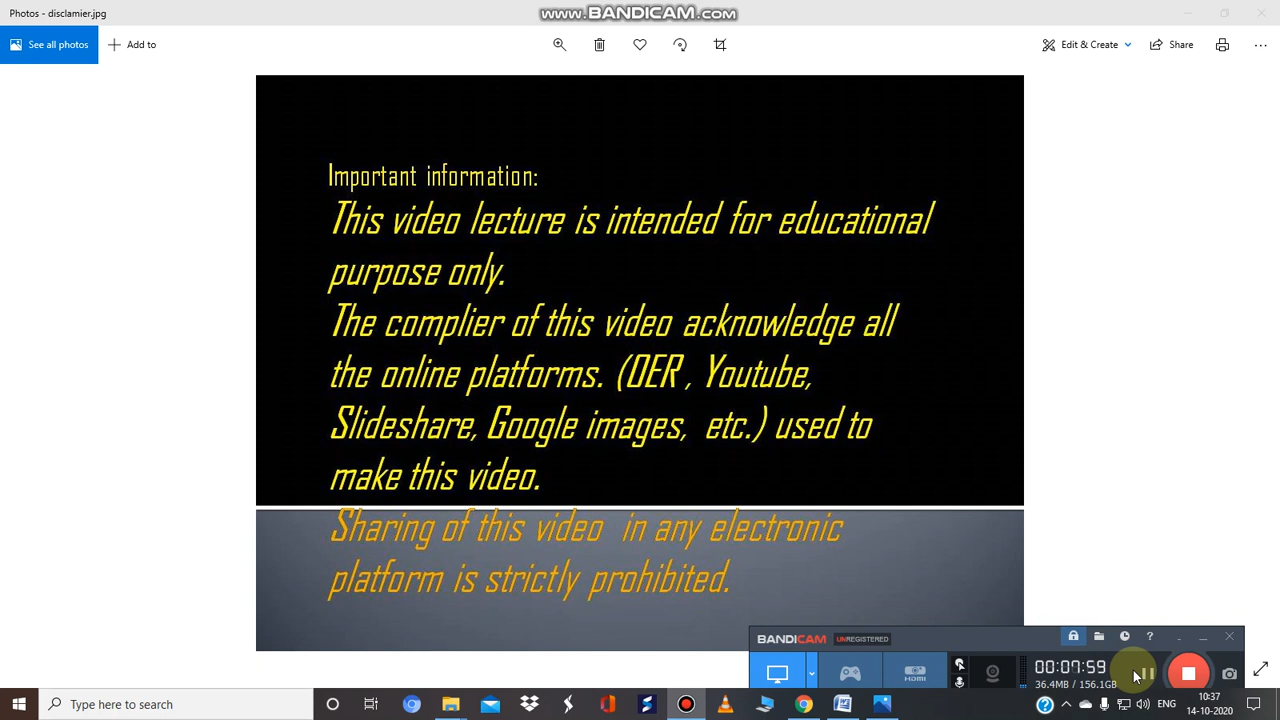 Photos - disclamier.jpg
www.BANDICAM.com
See all photos
Add to
Edit & Create
Share
Important information:
This video lecture is intended for educational
purpose only.
The complier of this video acknowledge all
the online platforms. (OER , Youtube,
Slideshare, Google images, etc.) used to
make this video.
Sharing of this video in any electronic
platform is strictly prohibited.
BANDICAM UNREGISTERED
HDMI
00:07:59
36.4MB / 156.1GB
Type here to search
ENG
10:37
14-10-2020